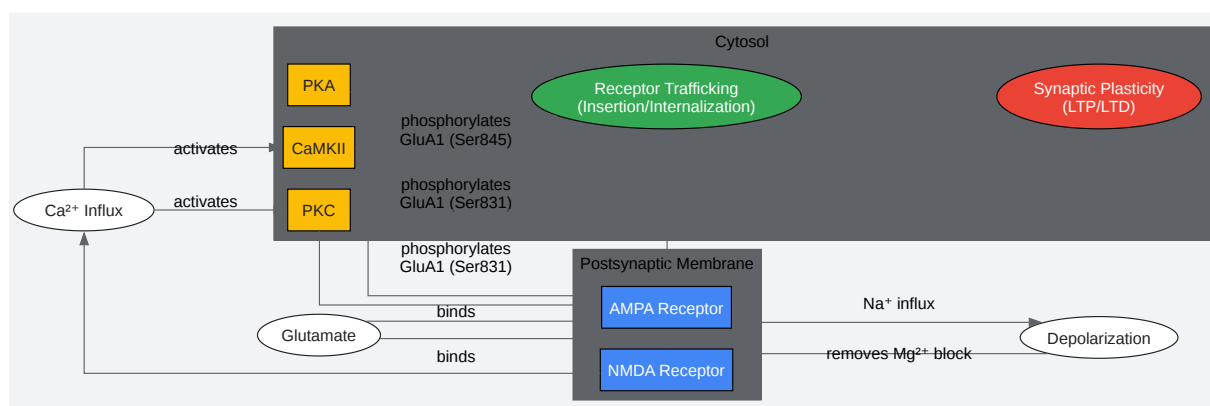 Cytosol
PKA
Receptor Trafficking
(Insertion/Internalization)
Synaptic Plasticity
(LTP/LTD)
phosphorylates
GluA1 (Ser845)
activates
CaMKII
phosphorylates
GluA1 (Ser831)
Ca²⁺ Influx
activates
PKC
phosphorylates
GluA1 (Ser831)
Postsynaptic Membrane
AMPA Receptor
Na⁺ influx
binds
Glutamate
Depolarization
binds
NMDA Receptor
removes Mg²⁺ block